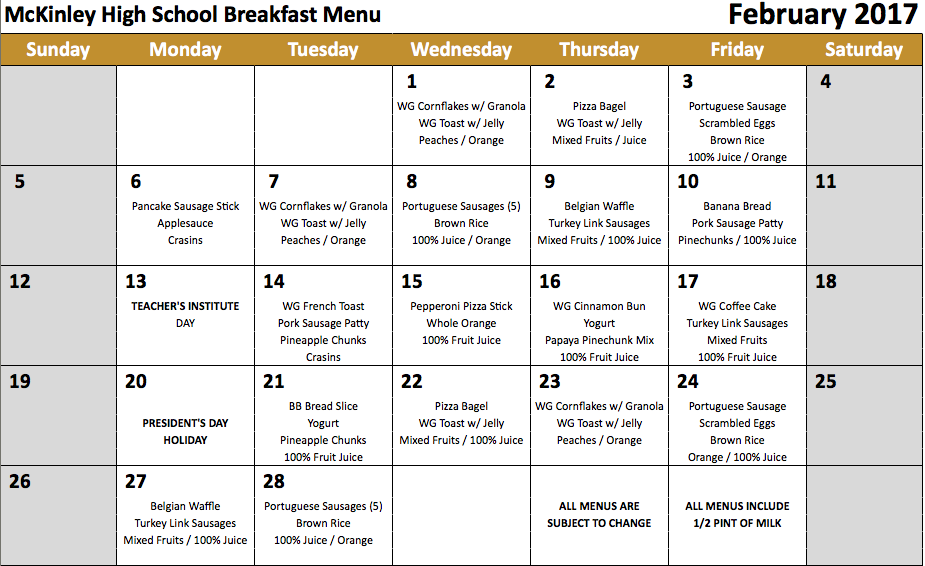 McKinley High School Breakfast Menu
February 2017
Sunday
Monday
Tuesday
Wednesday
Thursday
Friday
Saturday
1
WG Cornflakes w/ Granola
WG Toast w/ Jelly
Peaches / Orange
2
Pizza Bagel
WG Toast w/ Jelly
Mixed Fruits / Juice
3
Portuguese Sausage
Scrambled Eggs
Brown Rice
100% Juice / Orange
4
5
6
Pancake Sausage Stick
Applesauce
Crasins
7
WG Cornflakes w/ Granola
WG Toast w/ Jelly
Peaches / Orange
8
Portuguese Sausages (5)
Brown Rice
100% Juice / Orange
9
Belgian Waffle
Turkey Link Sausages
Mixed Fruits / 100% Juice
10
Banana Bread
Pork Sausage Patty
Pinechunks / 100% Juice
11
12
13
TEACHER'S INSTITUTE
DAY
14
WG French Toast
Pork Sausage Patty
Pineapple Chunks
Crasins
15
Pepperoni Pizza Stick
Whole Orange
100% Fruit Juice
16
WG Cinnamon Bun
Yogurt
Papaya Pinechunk Mix
100% Fruit Juice
17
WG Coffee Cake
Turkey Link Sausages
Mixed Fruits
100% Fruit Juice
18
19
20
PRESIDENT'S DAY
HOLIDAY
21
BB Bread Slice
Yogurt
Pineapple Chunks
100% Fruit Juice
22
Pizza Bagel
WG Toast w/ Jelly
Mixed Fruits / 100% Juice
23
WG Cornflakes w/ Granola
WG Toast w/ Jelly
Peaches / Orange
24
Portuguese Sausage
Scrambled Eggs
Brown Rice
Orange / 100% Juice
25
26
27
Belgian Waffle
Turkey Link Sausages
Mixed Fruits / 100% Juice
28
Portuguese Sausages (5)
Brown Rice
100% Juice / Orange
ALL MENUS ARE
SUBJECT TO CHANGE
ALL MENUS INCLUDE
1/2 PINT OF MILK